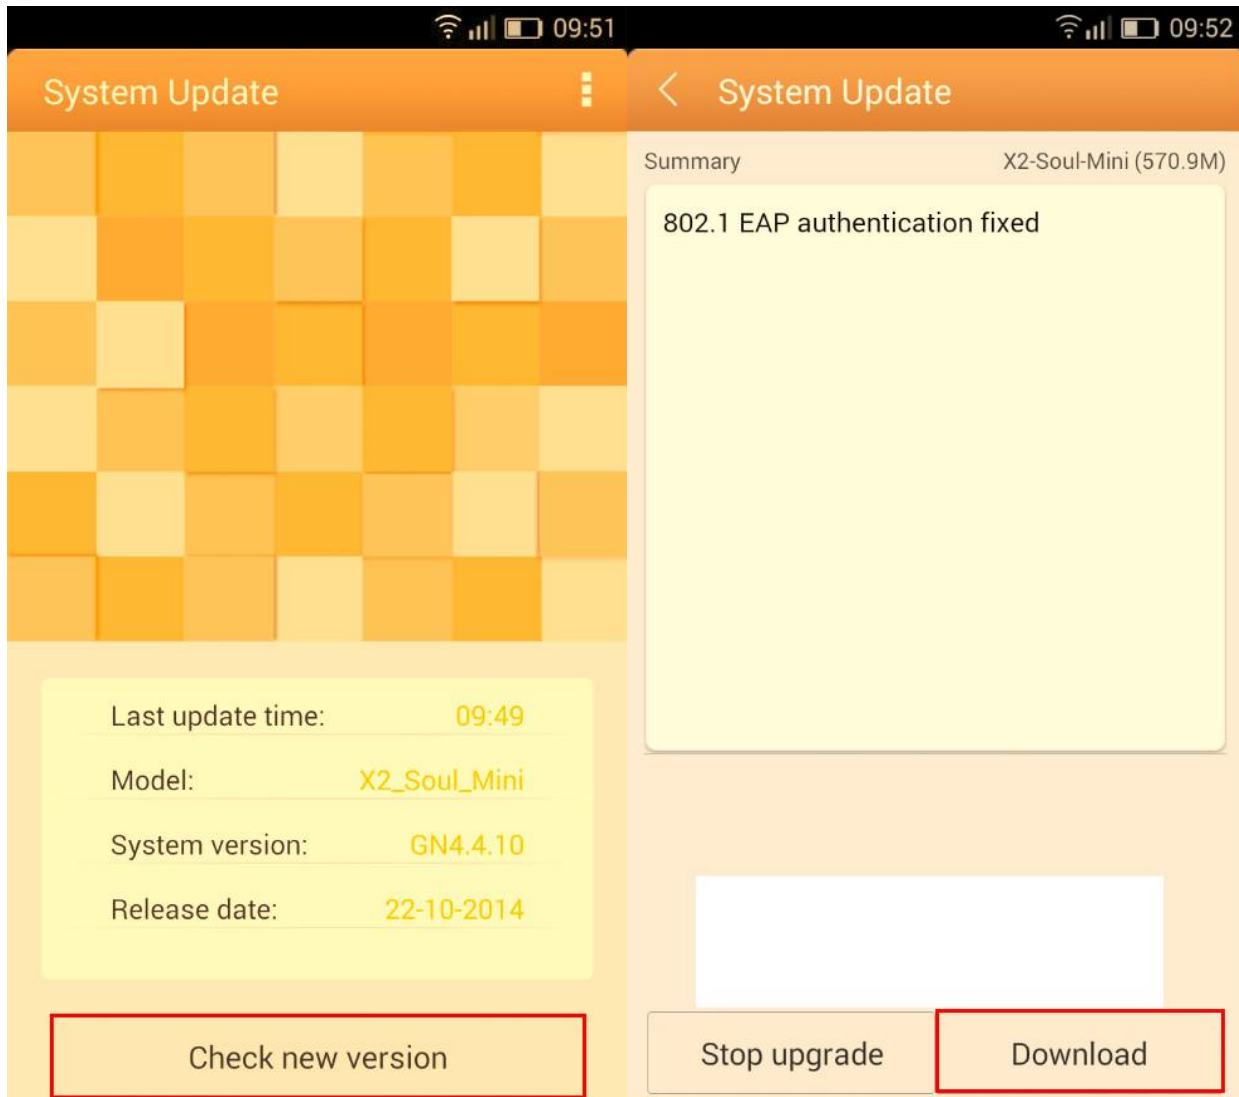 09:51
System Update
Last update time: 09:49
Model: X2_Soul_Mini
System version: GN4.4.10
Release date: 22-10-2014
Check new version
09:52
System Update
Summary X2-Soul-Mini (570.9M)
802.1 EAP authentication fixed
Stop upgrade Download